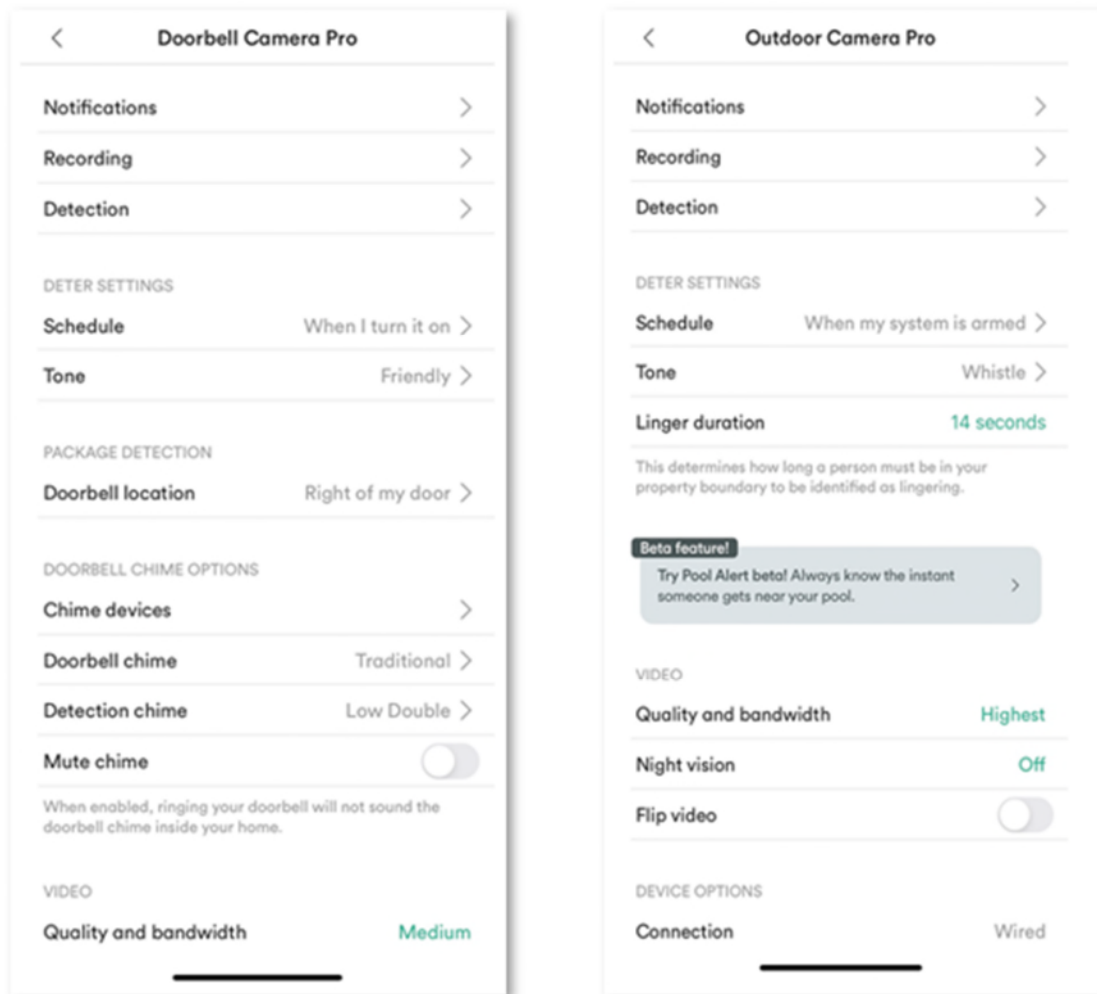 Doorbell Camera Pro
Notifications
Recording
Detection
DETER SETTINGS
Schedule When I turn it on
Tone Friendly
PACKAGE DETECTION
Doorbell location Right of my door
DOORBELL CHIME OPTIONS
Chime devices
Doorbell chime Traditional
Detection chime Low Double
Mute chime
When enabled, ringing your doorbell will not sound the
doorbell chime inside your home.
VIDEO
Quality and bandwidth Medium
Outdoor Camera Pro
Notifications
Recording
Detection
DETER SETTINGS
Schedule When my system is armed
Tone Whistle
Linger duration 14 seconds
This determines how long a person must be in your
property boundary to be identified as lingering.
Beta feature!
Try Pool Alert beta! Always know the instant
someone gets near your pool.
VIDEO
Quality and bandwidth Highest
Night vision Off
Flip video
DEVICE OPTIONS
Connection Wired